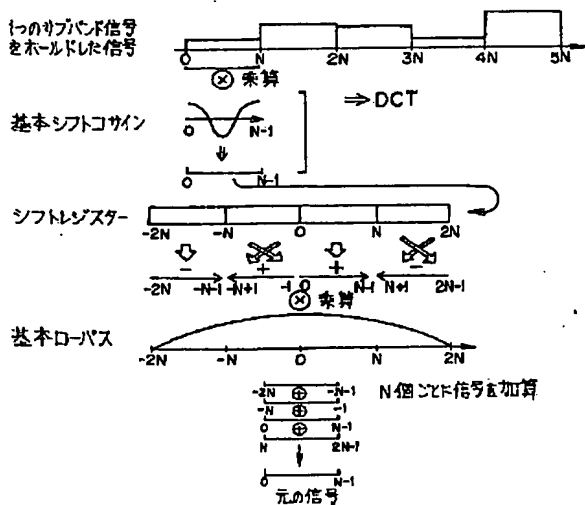 1つのサブバンド信号
をホールドした信号
0 N 2N 3N 4N 5N
⊗ 乗算
⇒ DCT
基本シフトコサイン
0 N-1
0 N-1
シフトレジスター
-2N -N 0 N 2N
- + + -
-2N -N-1 -N+1 -1 0 N-1 N+1 2N-1
⊗ 乗算
基本ローパス
-2N -N 0 N 2N
N個ごとに信号を加算
-2N ⊕ -N-1
-N ⊕ -1
0 ⊕ N-1
N 2N-1
0 N-1
元の信号